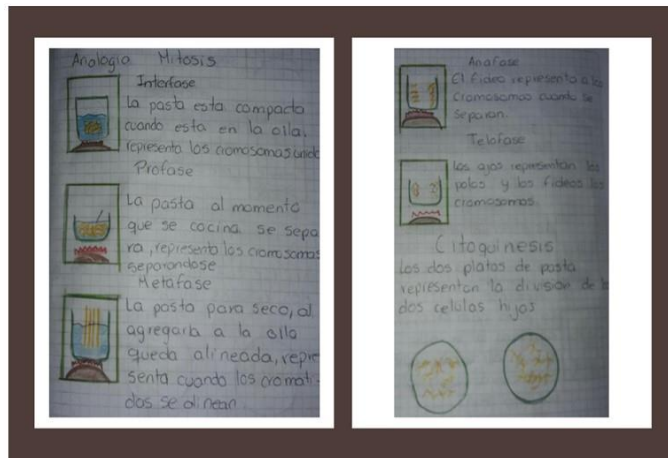 Analogia Mitosis
Interfase
La pasta esta compacta
cuando esta en la olla,
representa los cromosomas unido
Profase
La pasta al momento
que se cocina se sepa
ra, representa los cromosomas
separandose
Metafase
La pasta para seco, al
agregarla a la olla
queda alineada, repre
senta cuando los cromati-
dos se alinean
Anafase
El fideo representa a los
cromosomas cuando se
separan.
Telofase
Los ajos representan los
polos y los fideos los
cromosomas.
Citoquinesis
Los dos platos de pasta
representan la división de
dos celulas hijas